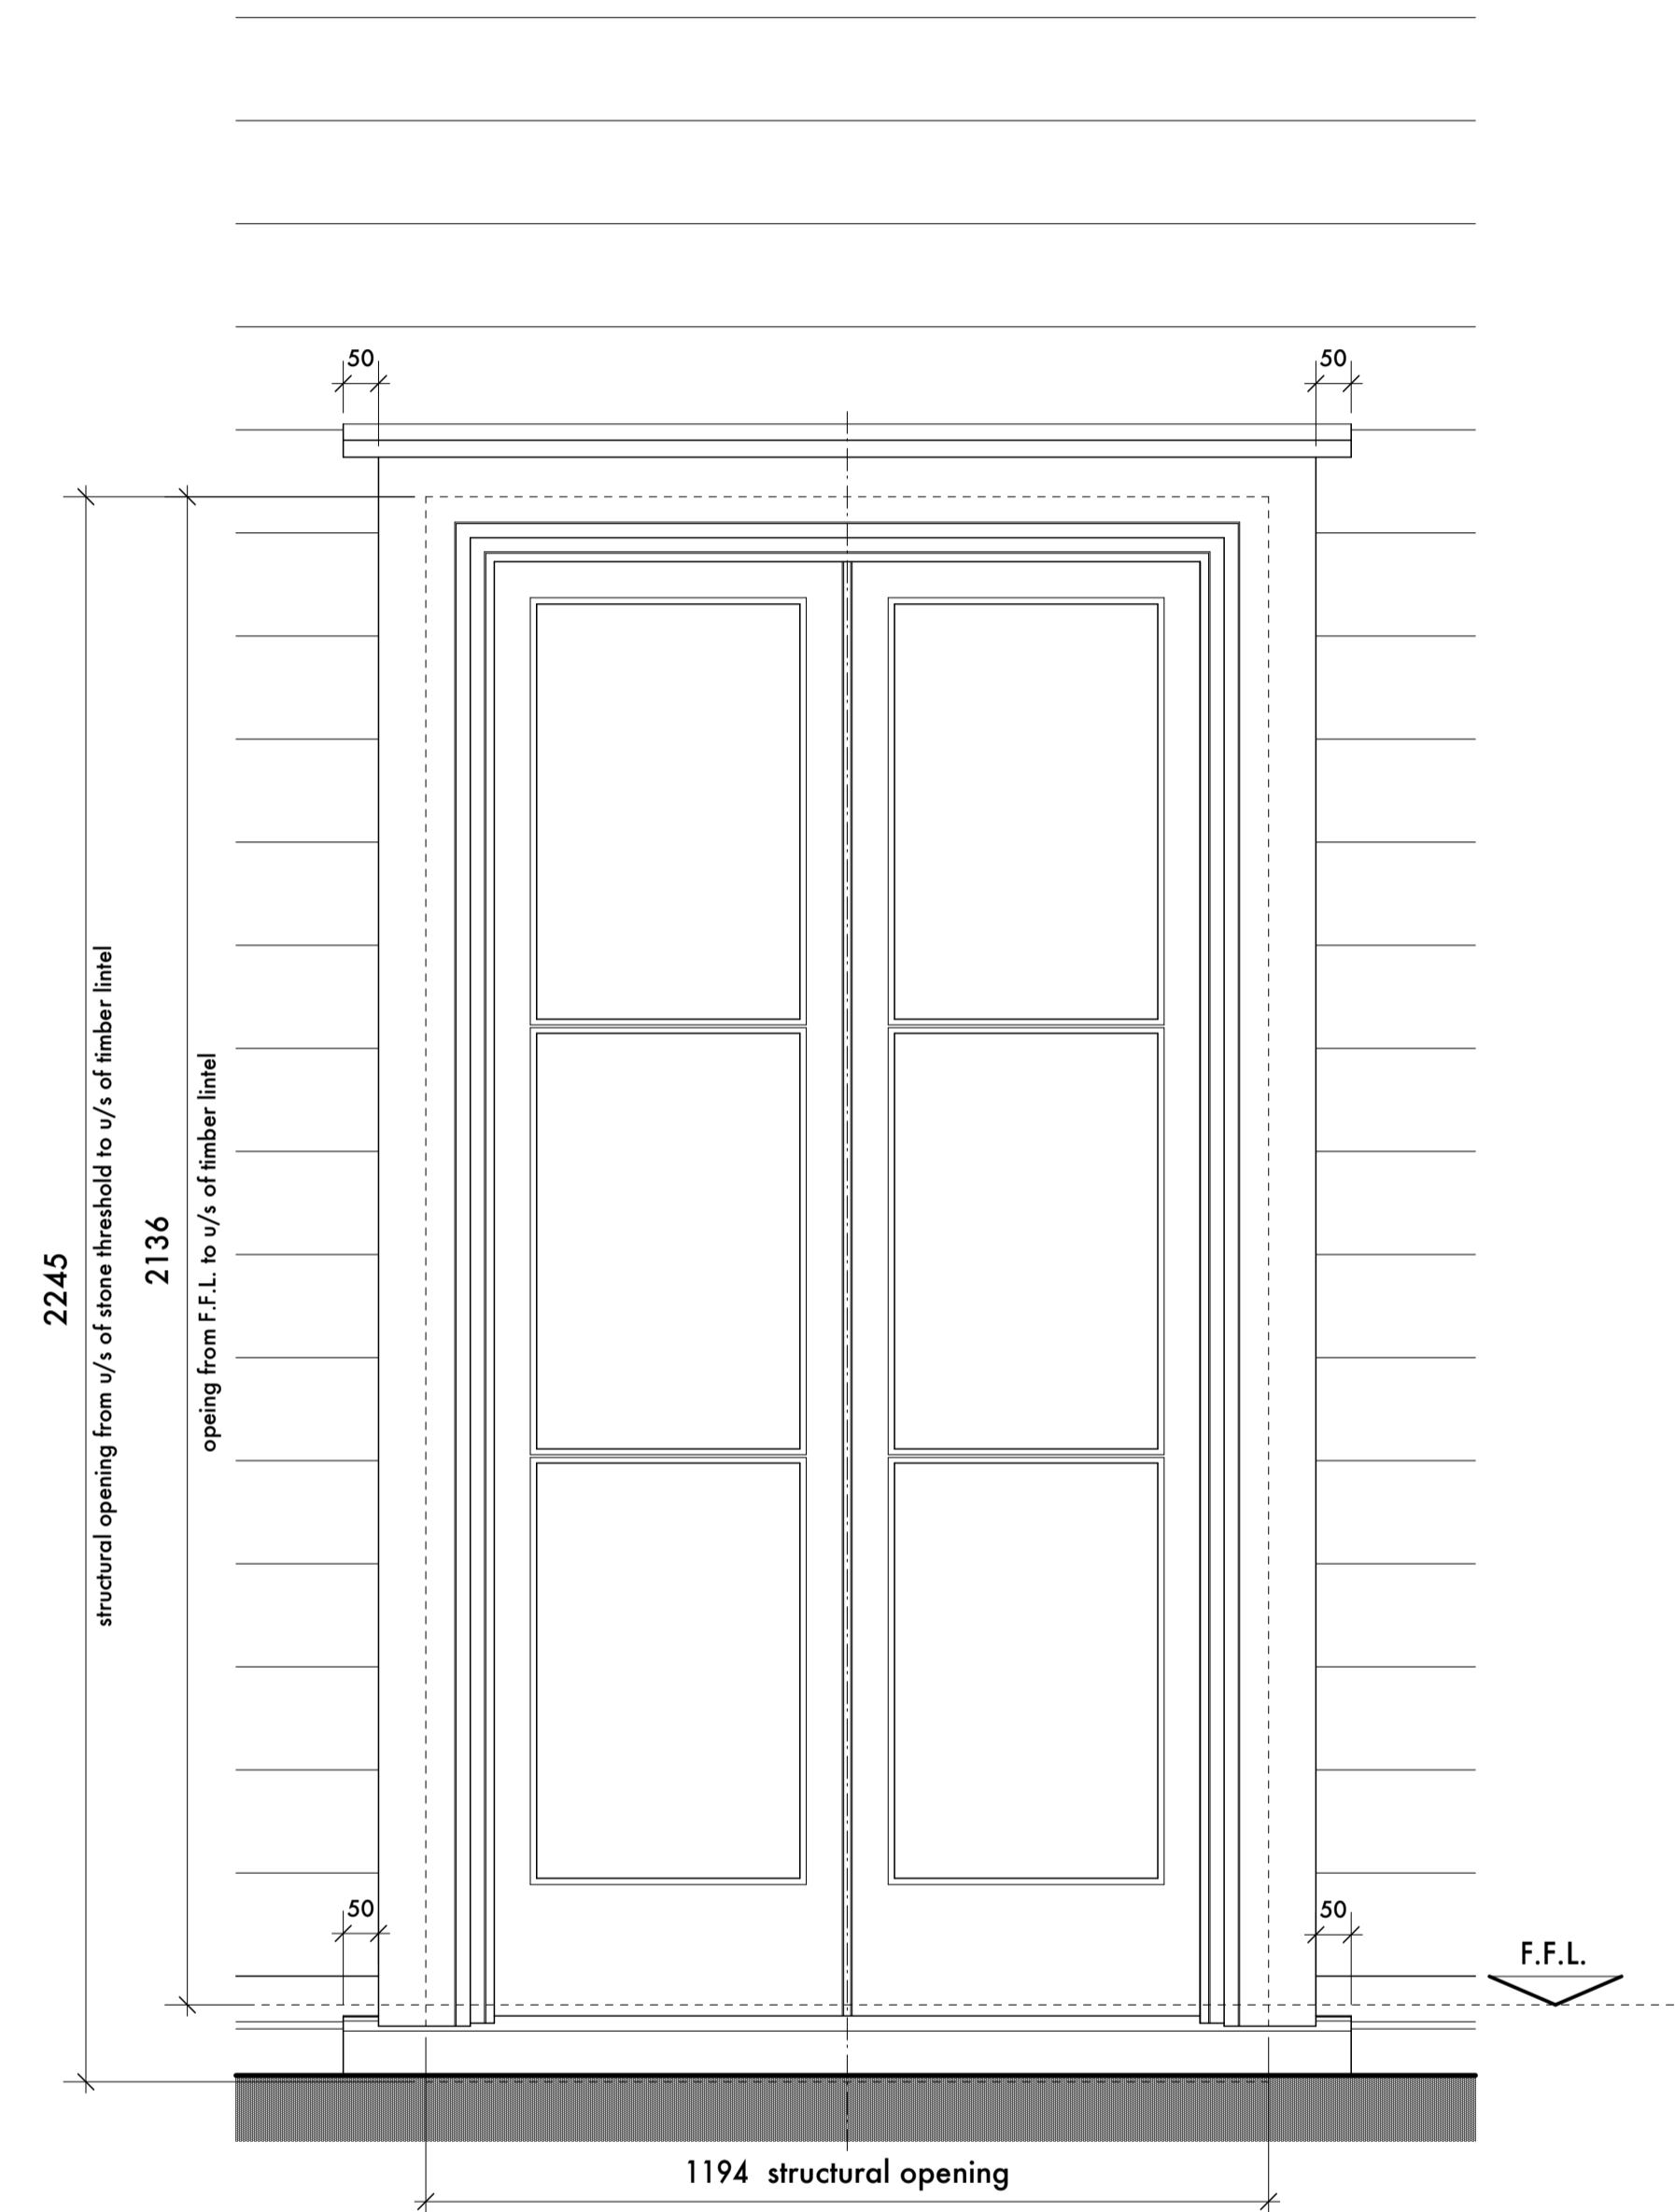 50
50
2245
structural opening from u/s of stone threshold to u/s of timber lintel
2136
opeing from F.F.L. to u/s of timber lintel
50
50
F.F.L.
1194 structural opening